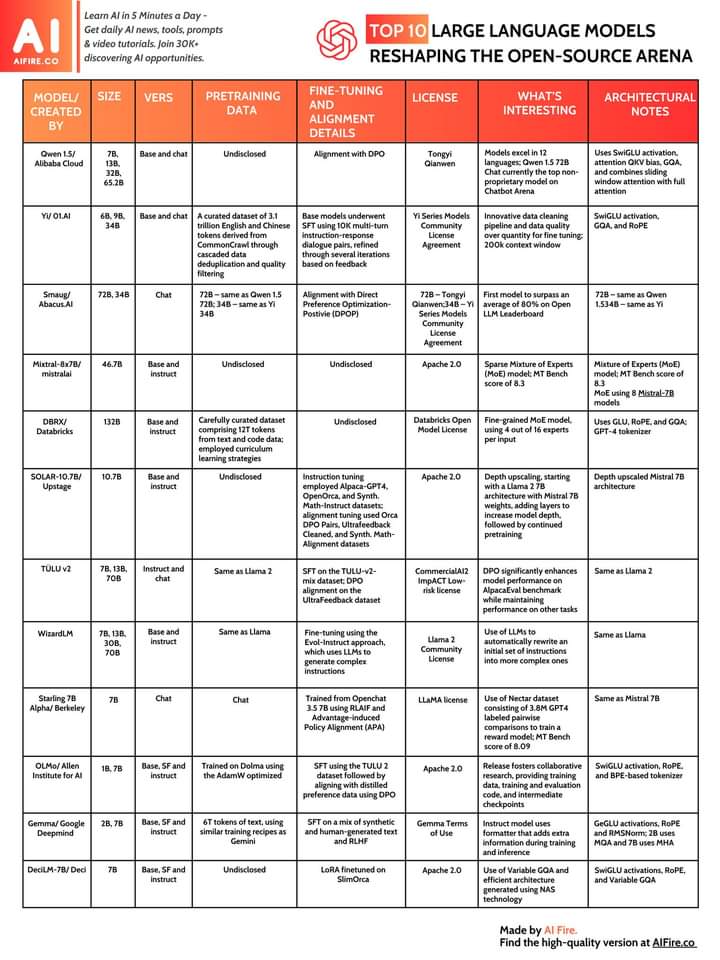 AI
AIFIRE.CO
Learn AI in 5 Minutes a Day -
Get daily AI news, tools, prompts
& video tutorials. Join 30K+
discovering AI opportunities.
TOP 10 LARGE LANGUAGE MODELS
RESHAPING THE OPEN-SOURCE ARENA
MODEL/
CREATED
BY
SIZE
VERS
PRETRAINING
DATA
FINE-TUNING
AND
ALIGNMENT
DETAILS
LICENSE
WHAT'S
INTERESTING
ARCHITECTURAL
NOTES
Qwen 1.5/
Alibaba Cloud
7B,
13B,
32B,
65.2B
Base and chat
Undisclosed
Alignment with DPO
Tongyi
Qianwen
Models excel in 12
languages; Qwen 1.5 72B
Chat currently the top non-
proprietary model on
Chatbot Arena
Uses SwiGLU activation,
attention QKV bias, GQA,
and combines sliding
window attention with full
attention
Yi/ 01.AI
6B, 9B,
34B
Base and chat
A curated dataset of 3.1
trillion English and Chinese
tokens derived from
CommonCrawl through
cascaded data
deduplication and quality
filtering
Base models underwent
SFT using 10K multi-turn
instruction-response
dialogue pairs, refined
through several iterations
based on feedback
Yi Series Models
Community
License
Agreement
Innovative data cleaning
pipeline and data quality
over quantity for fine tuning;
200k context window
SwiGLU activation,
GQA, and RoPE
Smaug/
Abacus.AI
72B, 34B
Chat
72B – same as Qwen 1.5
72B; 34B – same as Yi
34B
Alignment with Direct
Preference Optimization-
Postivie (DPOP)
72B – Tongyi
Qianwen;34B – Yi
Series Models
Community
License
Agreement
First model to surpass an
average of 80% on Open
LLM Leaderboard
72B – same as Qwen
1.534B – same as Yi
Mixtral-8x7B/
mistralai
46.7B
Base and
instruct
Undisclosed
Undisclosed
Apache 2.0
Sparse Mixture of Experts
(MoE) model; MT Bench
score of 8.3
Mixture of Experts (MoE)
model; MT Bench score of
8.3
MoE using 8 Mistral-7B
models
DBRX/
Databricks
132B
Base and
instruct
Carefully curated dataset
comprising 12T tokens
from text and code data;
employed curriculum
learning strategies
Undisclosed
Databricks Open
Model License
Fine-grained MoE model,
using 4 out of 16 experts
per input
Uses GLU, RoPE, and GQA;
GPT-4 tokenizer
SOLAR-10.7B/
Upstage
10.7B
Base and
instruct
Undisclosed
Instruction tuning
employed Alpaca-GPT4,
OpenOrca, and Synth.
Math-Instruct datasets;
alignment tuning used Orca
DPO Pairs, Ultrafeedback
Cleaned, and Synth. Math-
Alignment datasets
Apache 2.0
Depth upscaling, starting
with a Llama 2 7B
architecture with Mistral 7B
weights, adding layers to
increase model depth,
followed by continued
pretraining
Depth upscaled Mistral 7B
architecture
TÜLU v2
7B, 13B,
70B
Instruct and
chat
Same as Llama 2
SFT on the TULU-v2-
mix dataset; DPO
alignment on the
UltraFeedback dataset
CommercialAI2
ImpACT Low-
risk license
DPO significantly enhances
model performance on
AlpacaEval benchmark
while maintaining
performance on other tasks
Same as Llama 2
WizardLM
7B, 13B,
30B,
70B
Base and
instruct
Same as Llama
Fine-tuning using the
Evol-Instruct approach,
which uses LLMs to
generate complex
instructions
Llama 2
Community
License
Use of LLMs to
automatically rewrite an
initial set of instructions
into more complex ones
Same as Llama
Starling 7B
Alpha/ Berkeley
7B
Chat
Chat
Trained from Openchat
3.5 7B using RLAIF and
Advantage-induced
Policy Alignment (APA)
LLaMA license
Use of Nectar dataset
consisting of 3.8M GPT4
labeled pairwise
comparisons to train a
reward model; MT Bench
score of 8.09
Same as Mistral 7B
OLMo/ Allen
Institute for AI
1B, 7B
Base, SF and
instruct
Trained on Dolma using
the AdamW optimized
SFT using the TULU 2
dataset followed by
aligning with distilled
preference data using DPO
Apache 2.0
Release fosters collaborative
research, providing training
data, training and evaluation
code, and intermediate
checkpoints
SwiGLU activation, RoPE,
and BPE-based tokenizer
Gemma/ Google
Deepmind
2B, 7B
Base, SF and
instruct
6T tokens of text, using
similar training recipes as
Gemini
SFT on a mix of synthetic
and human-generated text
and RLHF
Gemma Terms
of Use
Instruct model uses
formatter that adds extra
information during training
and inference
GeGLU activations, RoPE
and RMSNorm; 2B uses
MQA and 7B uses MHA
DeciLM-7B/ Deci
7B
Base, SF and
instruct
Undisclosed
LoRA finetuned on
SlimOrca
Apache 2.0
Use of Variable GQA and
efficient architecture
generated using NAS
technology
SwiGLU activations, RoPE,
and Variable GQA
Made by AI Fire.
Find the high-quality version at AIFire.co